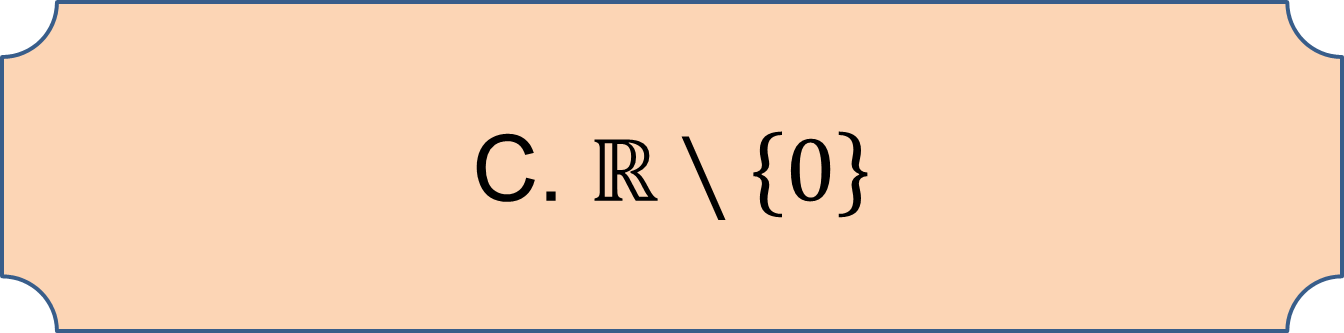 C. ℝ \ {0}